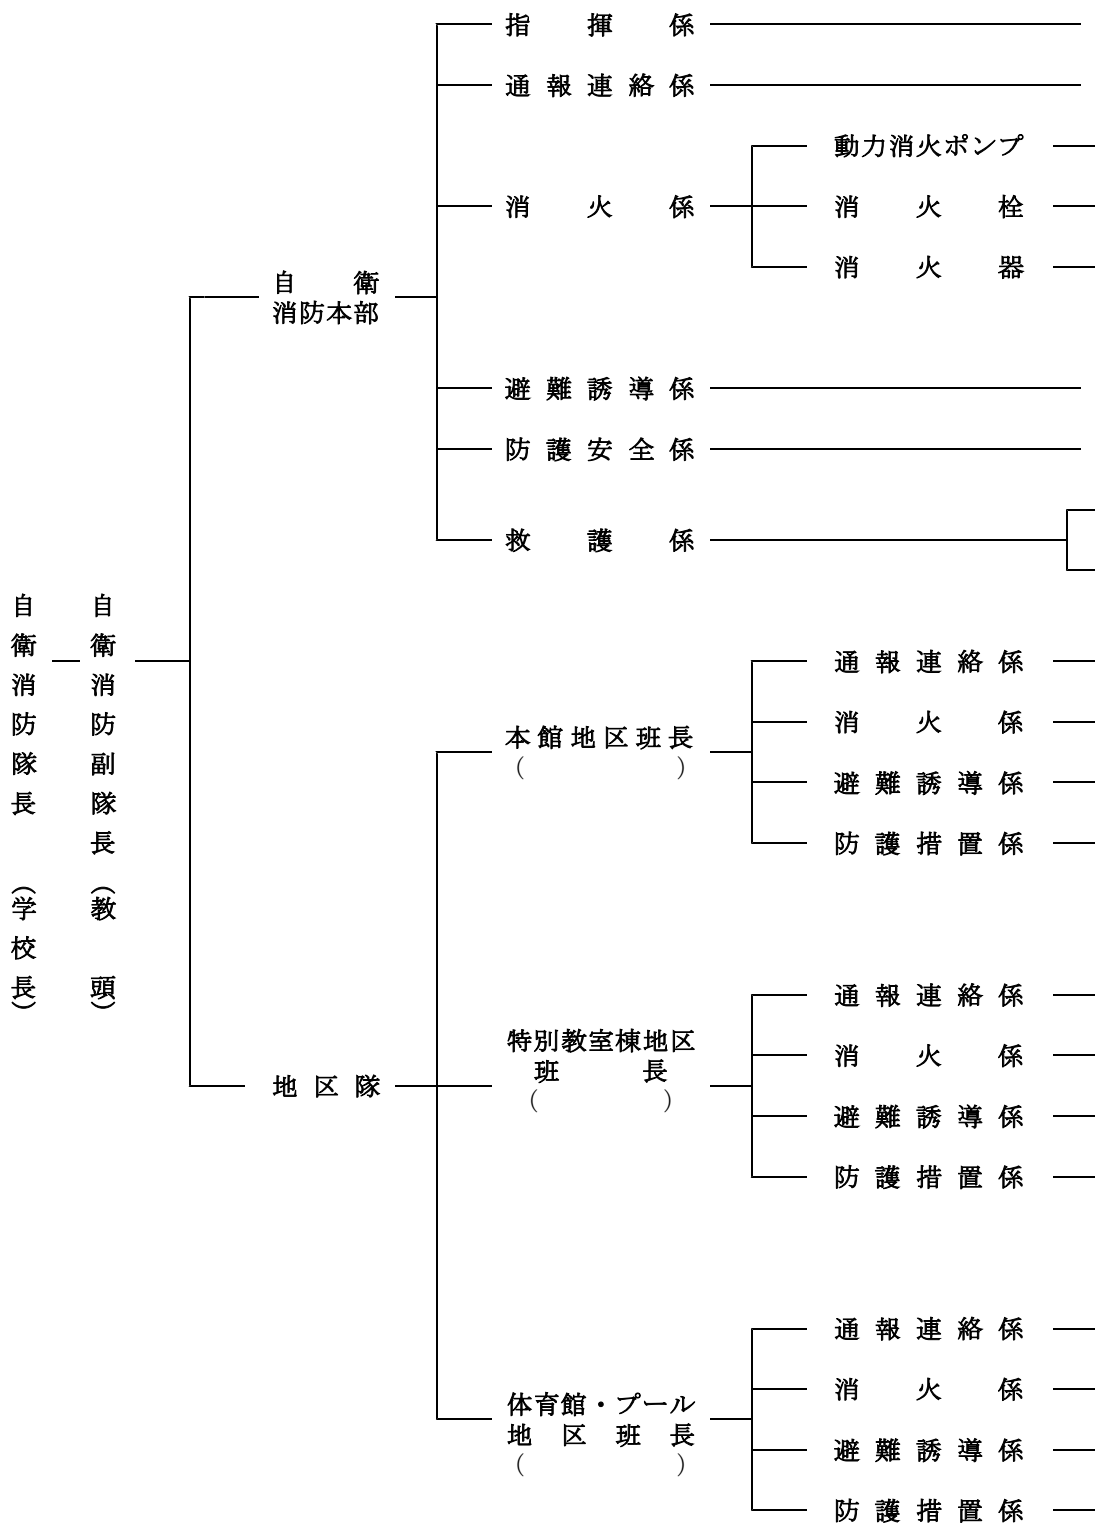 自衛消防隊長（学校長）
自衛消防副隊長（教頭）
自衛
消防本部
指揮係
通報連絡係
消火係
動力消火ポンプ
消火栓
消火器
避難誘導係
防護安全係
救護係
地区隊
本館地区班長
（　）
通報連絡係
消火係
避難誘導係
防護措置係
特別教室棟地区
班長
（　）
通報連絡係
消火係
避難誘導係
防護措置係
体育館・プール
地区班長
（　）
通報連絡係
消火係
避難誘導係
防護措置係